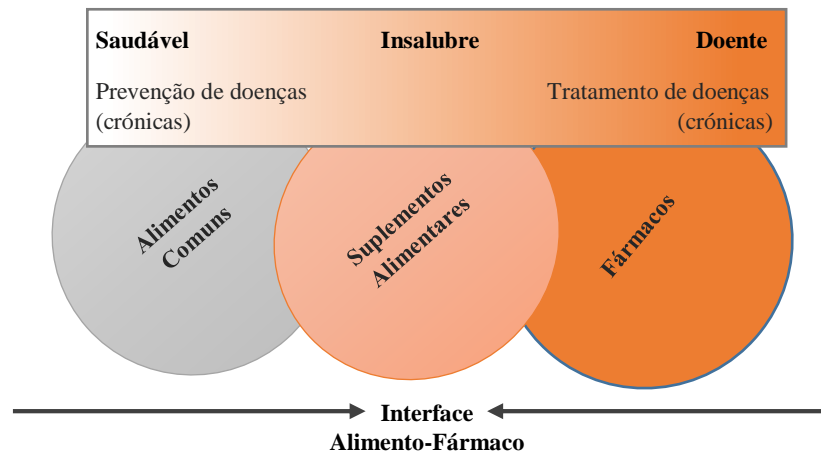 Saudável
Insalubre
Doente
Prevenção de doenças
(crónicas)
Tratamento de doenças
(crónicas)
Alimentos
Comuns
Suplementos
Alimentares
Fármacos
Interface
Alimento-Fármaco